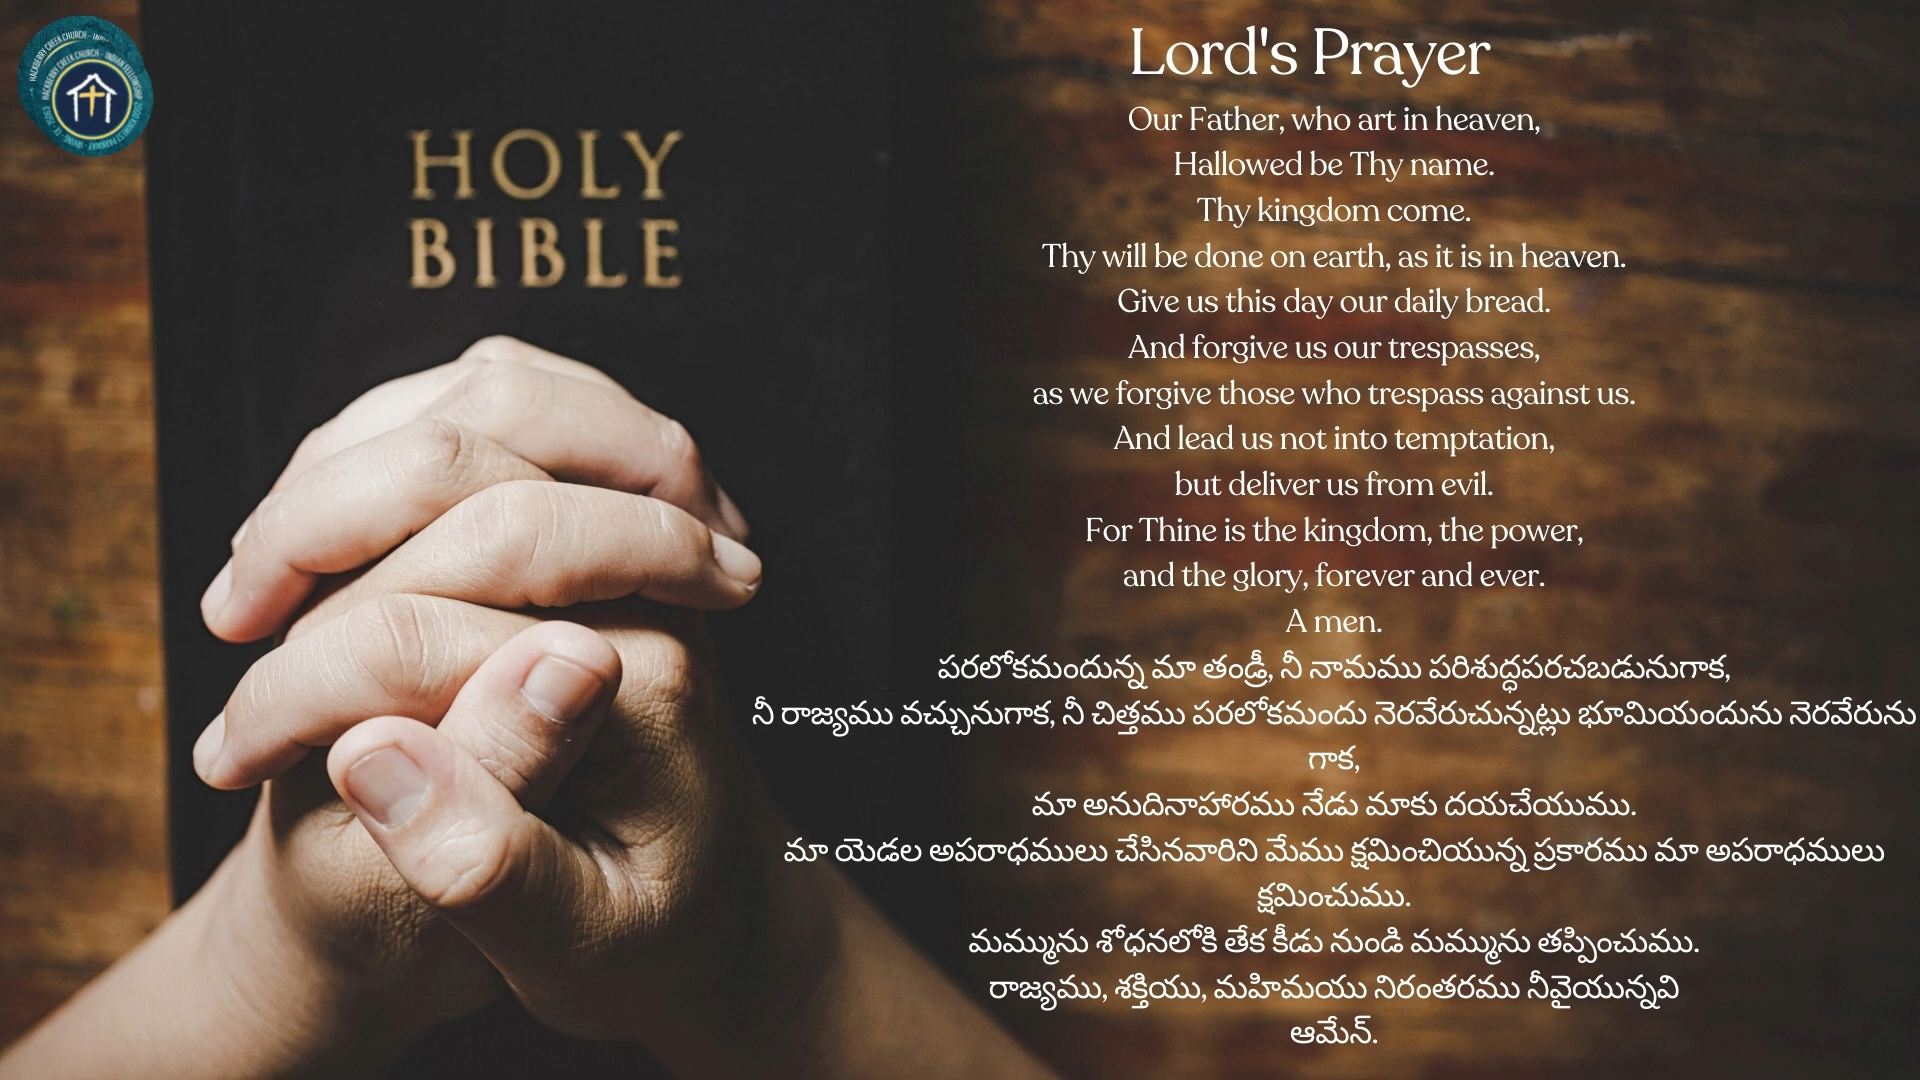 HACKBERRY CREEK CHURCH - INDIAN FELLOWSHIP
HOLY
BIBLE
Lord's Prayer
Our Father, who art in heaven,
Hallowed be Thy name.
Thy kingdom come.
Thy will be done on earth, as it is in heaven.
Give us this day our daily bread.
And forgive us our trespasses,
as we forgive those who trespass against us.
And lead us not into temptation,
but deliver us from evil.
For Thine is the kingdom, the power,
and the glory, forever and ever.
A men.
పరలోకమందున్న మా తండ్రీ, నీ నామము పరిశుద్ధపరచబడునుగాక,
నీ రాజ్యము వచ్చునుగాక, నీ చిత్తము పరలోకమందు నెరవేరుచున్నట్లు భూమియందును నెరవేరును
గాక,
మా అనుదినాహారము నేడు మాకు దయచేయుము.
మా యెడల అపరాధములు చేసినవారిని మేము క్షమించియున్న ప్రకారము మా అపరాధములు
క్షమించుము.
మమ్మును శోధనలోకి తేక కీడు నుండి మమ్మును తప్పించుము.
రాజ్యము, శక్తియు, మహిమయు నిరంతరము నీవైయున్నవి
ఆమేన్.